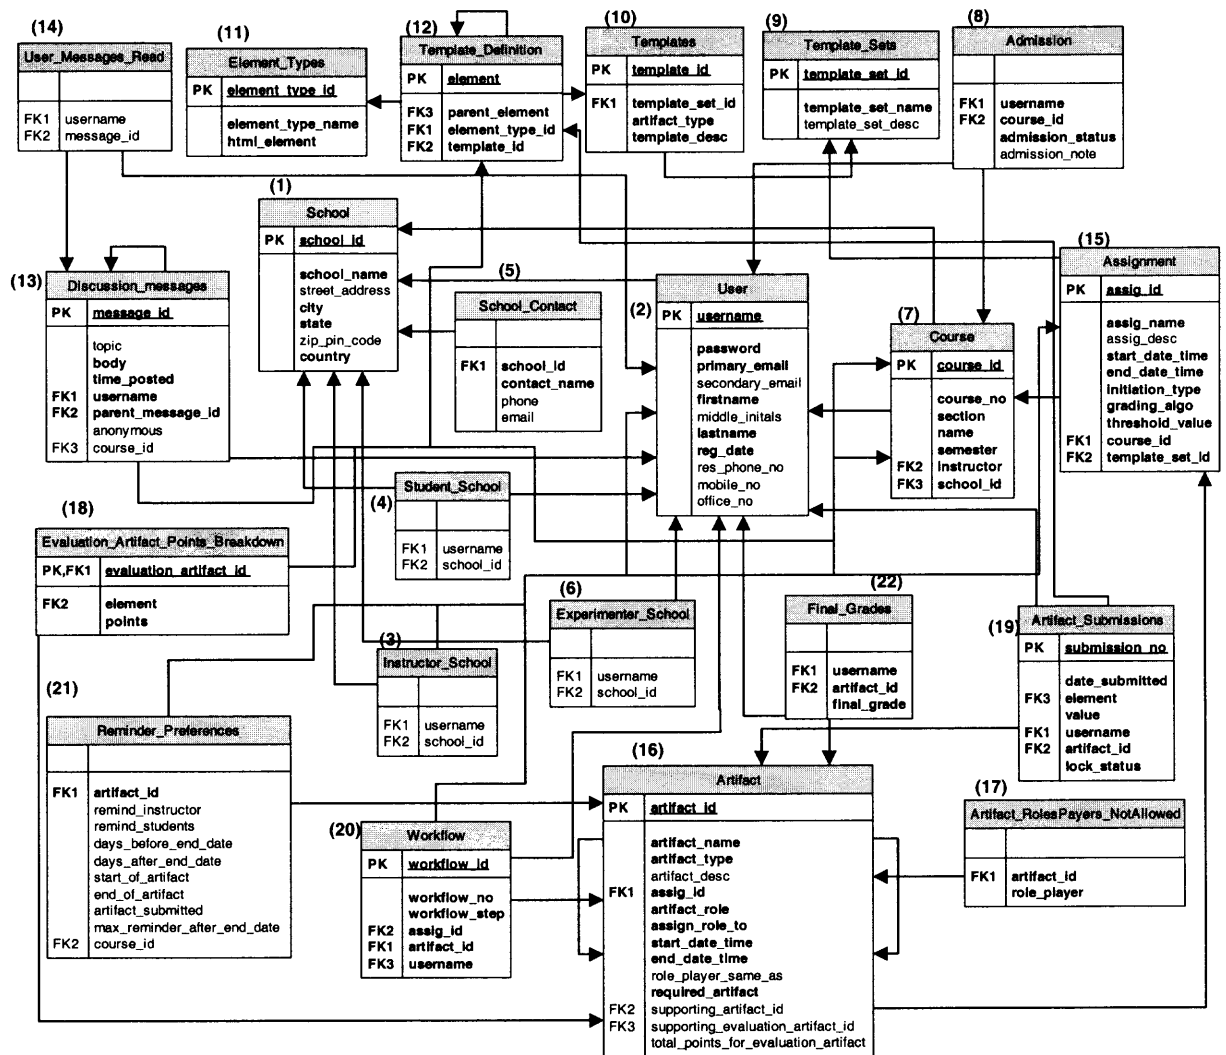 (14)
User_Messages_Read
FK1 username
FK2 message_id
(11)
Element_Types
PK element_type_id
element_type_name
html_element
(12)
Template_Definition
PK element
FK3 parent_element
FK1 element_type_id
FK2 template_id
(10)
Templates
PK template_id
FK1 template_set_id
artifact_type
template_desc
(9)
Template_Sets
PK template_set_id
template_set_name
template_set_desc
(8)
Admission
FK1 username
FK2 course_id
admission_status
admission_note
(1)
School
PK school_id
school_name
street_address
city
state
zip_pin_code
country
(13)
Discussion_messages
PK message_id
topic
body
time_posted
FK1 username
FK2 parent_message_id
anonymous
FK3 course_id
(5)
School_Contact
FK1 school_id
contact_name
phone
email
(2)
User
PK username
password
primary_email
secondary_email
firstname
middle_initals
lastname
reg_date
res_phone_no
mobile_no
office_no
(7)
Course
PK course_id
course_no
section
name
semester
FK2 instructor
FK3 school_id
(15)
Assignment
PK assig_id
assig_name
assig_desc
start_date_time
end_date_time
initiation_type
grading_algo
threshold_value
FK1 course_id
FK2 template_set_id
(4)
Student_School
FK1 username
FK2 school_id
(18)
Evaluation_Artifact_Points_Breakdown
PK,FK1 evaluation_artifact_id
FK2 element
points
(6)
Experimenter_School
FK1 username
FK2 school_id
(22)
Final_Grades
FK1 username
FK2 artifact_id
final_grade
(19)
Artifact_Submissions
PK submission_no
date_submitted
FK3 element
value
FK1 username
FK2 artifact_id
lock_status
(3)
Instructor_School
FK1 username
FK2 school_id
(21)
Reminder_Preferences
FK1 artifact_id
remind_instructor
remind_students
days_before_end_date
days_after_end_date
start_of_artifact
end_of_artifact
artifact_submitted
max_reminder_after_end_date
FK2 course_id
(20)
Workflow
PK workflow_id
workflow_no
workflow_step
FK2 assig_id
FK1 artifact_id
FK3 username
(16)
Artifact
PK artifact_id
artifact_name
artifact_type
artifact_desc
FK1 assig_id
artifact_role
assign_role_to
start_date_time
end_date_time
role_player_same_as
required_artifact
FK2 supporting_artifact_id
FK3 supporting_evaluation_artifact_id
total_points_for_evaluation_artifact
(17)
Artifact_RolesPayers_NotAllowed
FK1 artifact_id
role_player